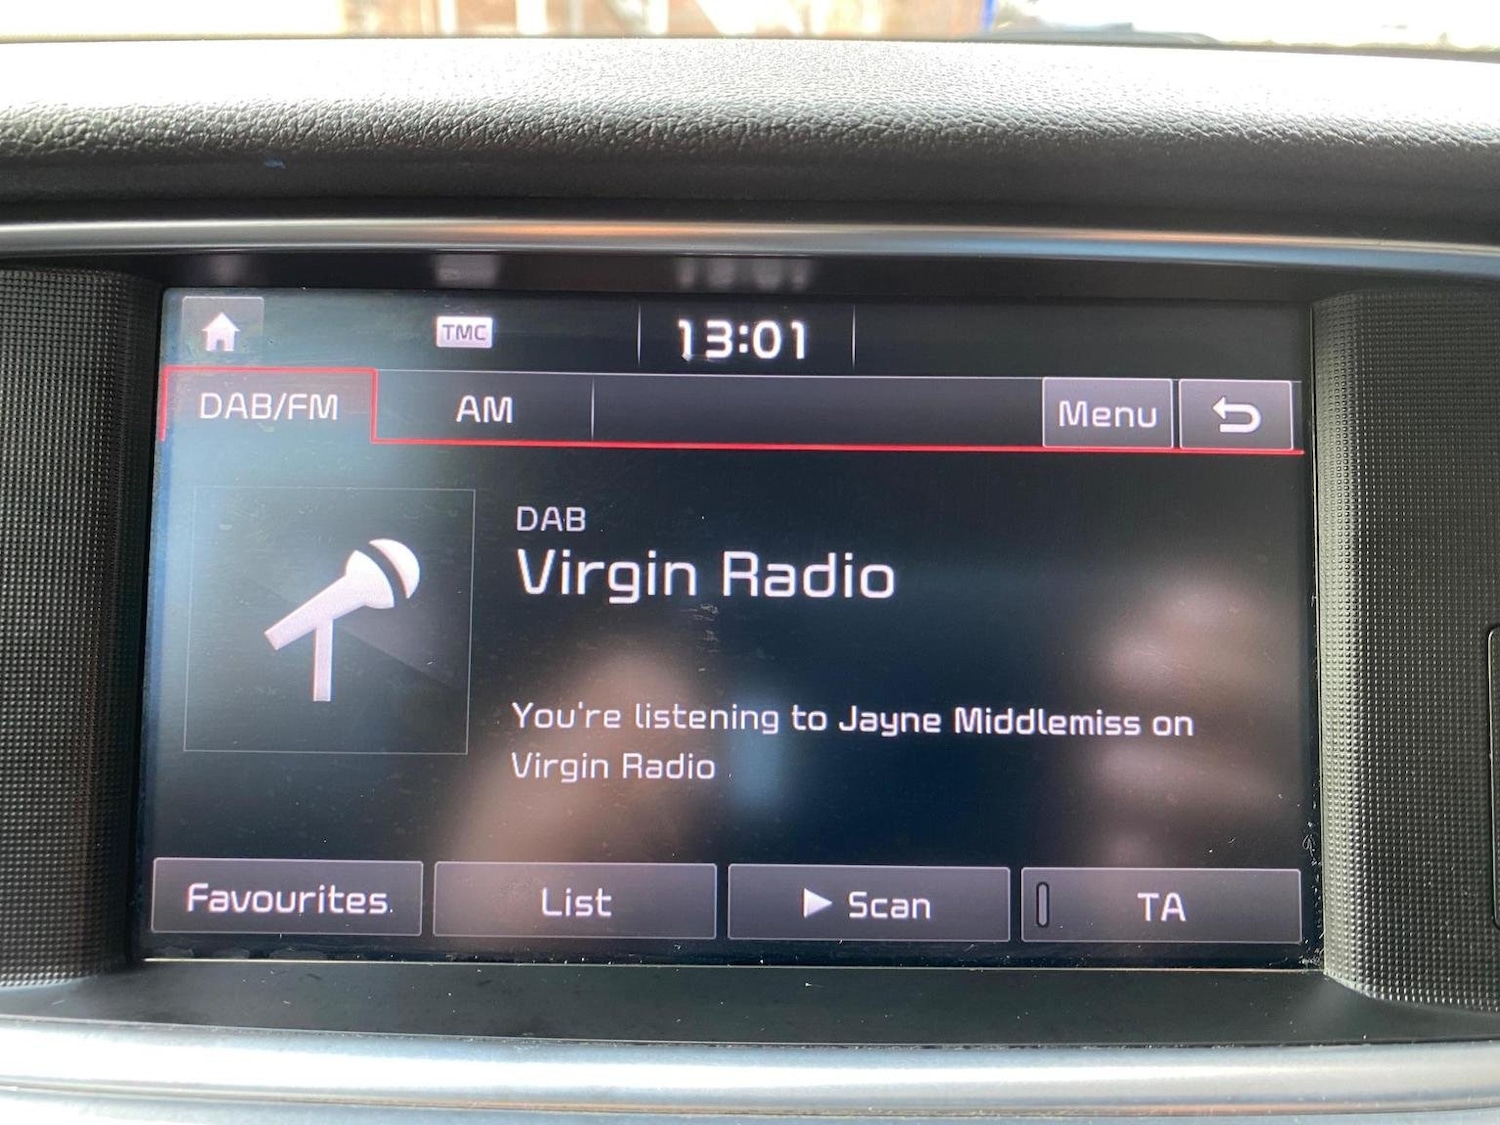 TMC
13:01
DAB/FM
AM
Menu
DAB
Virgin Radio
You're listening to Jayne Middlemiss on
Virgin Radio
Favourites
List
Scan
TA